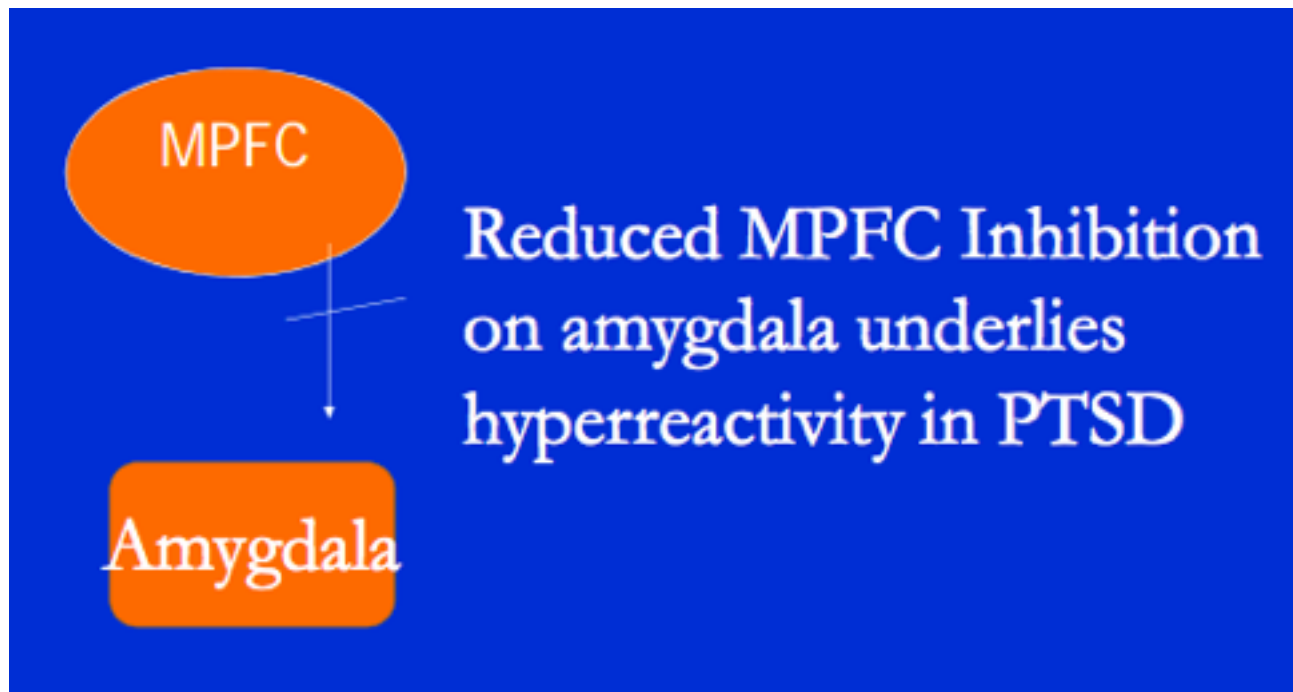 MPFC
Reduced MPFC Inhibition
on amygdala underlies
hyperreactivity in PTSD
Amygdala